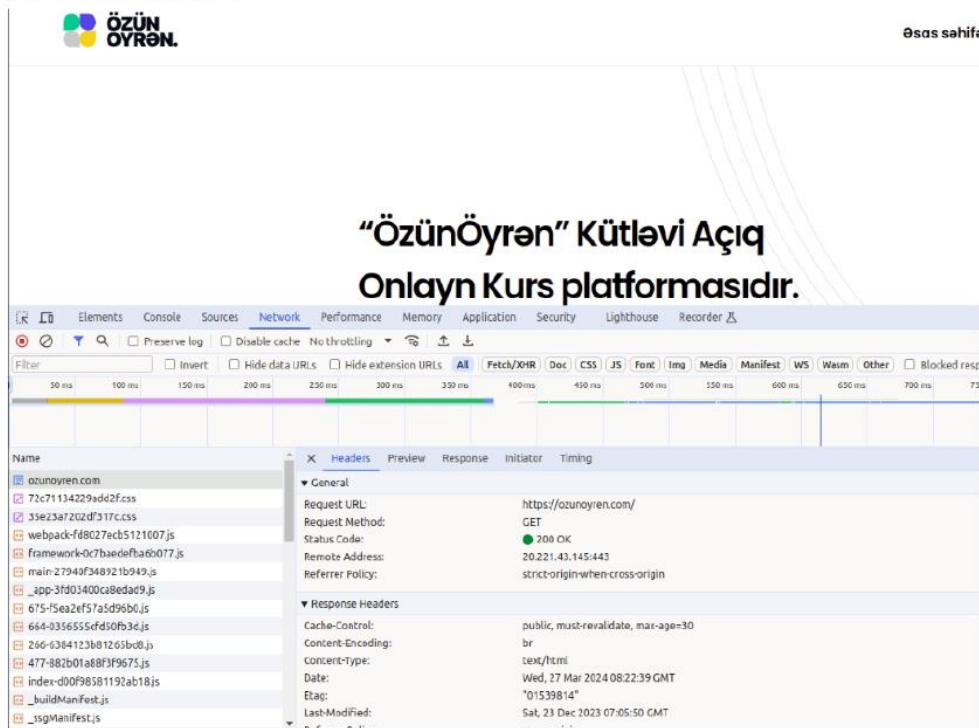 ÖZÜN
ÖYRƏN.
Əsas səhifə
“ÖzünÖyrən” Kütləvi Açıq
Onlayn Kurs platformasıdır.
Elements Console Sources Network Performance Memory Application Security Lighthouse Recorder
Preserve log Disable cache No throttling
Filter Invert Hide data URLs Hide extension URLs All Fetch/XHR Doc CSS JS Font Img Media Manifest WS Wasm Other Blocked resp
50 ms 100 ms 150 ms 200 ms 250 ms 300 ms 350 ms 400 ms 450 ms 500 ms 550 ms 600 ms 650 ms 700 ms
Name
Headers Preview Response Initiator Timing
ozunoyren.com
72c71134229add2f.css
35e23a7202df317c.css
webpack-fd8027ecb5121007.js
framework-0c7baedefba6b077.js
main-27940f348921b949.js
_app-3fd03400ca8edad9.js
675-f5ea2ef57a5d96b0.js
664-0356555cfd50fb3d.js
266-6384123b81265bd8.js
477-882b01a88f3f9675.js
index-d00f98581192ab18.js
_buildManifest.js
_ssgManifest.js
General
Request URL: https://ozunoyren.com/
Request Method: GET
Status Code: 200 OK
Remote Address: 20.221.43.145:443
Referrer Policy: strict-origin-when-cross-origin
Response Headers
Cache-Control: public, must-revalidate, max-age=30
Content-Encoding: br
Content-Type: text/html
Date: Wed, 27 Mar 2024 08:22:39 GMT
Etag: "01539814"
Last-Modified: Sat, 23 Dec 2023 07:05:50 GMT